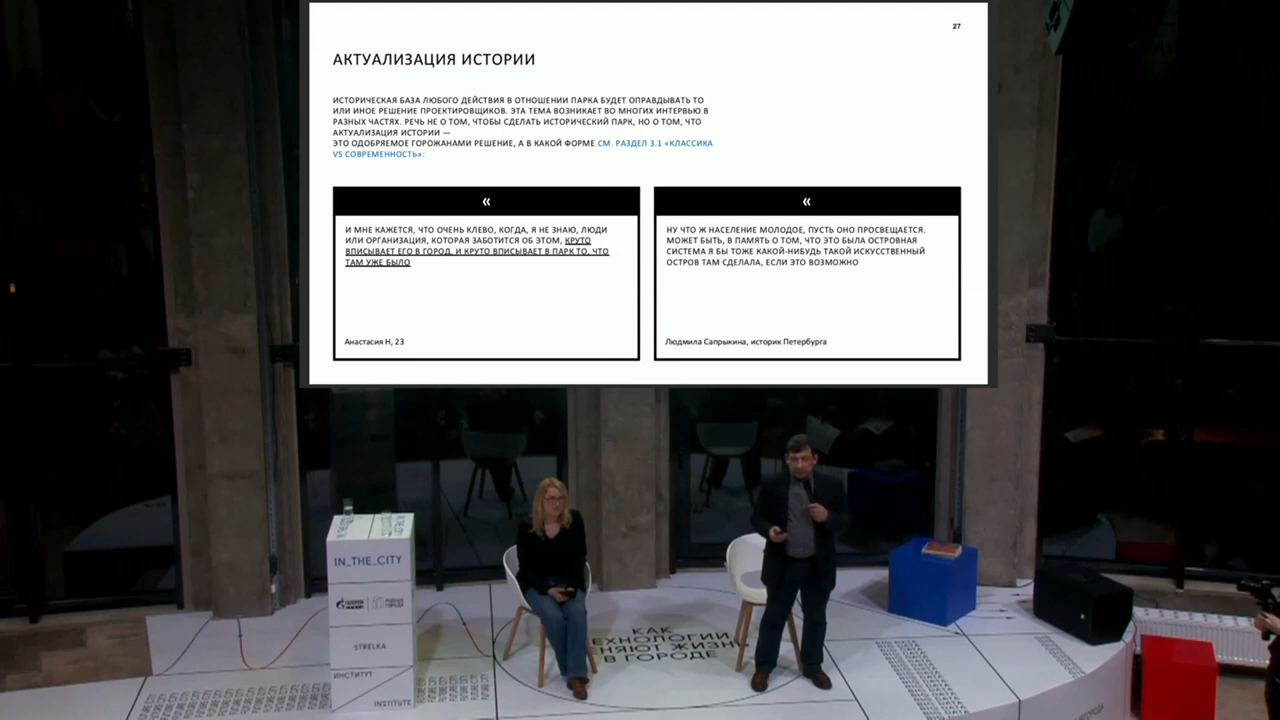 27
АКТУАЛИЗАЦИЯ ИСТОРИИ
ИСТОРИЧЕСКАЯ БАЗА ЛЮБОГО ДЕЙСТВИЯ В ОТНОШЕНИИ ПАРКА БУДЕТ ОПРАВДЫВАТЬ ТО
ИЛИ ИНОЕ РЕШЕНИЕ ПРОЕКТИРОВЩИКОВ. ЭТА ТЕМА ВОЗНИКАЕТ ВО МНОГИХ ИНТЕРВЬЮ В
РАЗНЫХ ЧАСТЯХ. РЕЧЬ НЕ О ТОМ, ЧТОБЫ СДЕЛАТЬ ИСТОРИЧЕСКИЙ ПАРК, НО О ТОМ, ЧТО
АКТУАЛИЗАЦИЯ ИСТОРИИ —
ЭТО ОДОБРЯЕМОЕ ГОРОЖАНАМИ РЕШЕНИЕ, А В КАКОЙ ФОРМЕ СМ. РАЗДЕЛ 3.1 «КЛАССИКА
VS СОВРЕМЕННОСТЬ»:
«
И МНЕ КАЖЕТСЯ, ЧТО ОЧЕНЬ КЛЕВО, КОГДА, Я НЕ ЗНАЮ, ЛЮДИ
ИЛИ ОРГАНИЗАЦИЯ, КОТОРАЯ ЗАБОТИТСЯ ОБ ЭТОМ, КРУТО
ВПИСЫВАЕТ ЕГО В ГОРОД. И КРУТО ВПИСЫВАЕТ В ПАРК ТО, ЧТО
ТАМ УЖЕ БЫЛО
Анастасия Н, 23
«
НУ ЧТО Ж НАСЕЛЕНИЕ МОЛОДОЕ, ПУСТЬ ОНО ПРОСВЕЩАЕТСЯ.
МОЖЕТ БЫТЬ, В ПАМЯТЬ О ТОМ, ЧТО ЭТО БЫЛА ОСТРОВНАЯ
СИСТЕМА Я БЫ ТОЖЕ КАКОЙ-НИБУДЬ ТАКОЙ ИСКУССТВЕННЫЙ
ОСТРОВ ТАМ СДЕЛАЛА, ЕСЛИ ЭТО ВОЗМОЖНО
Людмила Сапрыкина, историк Петербурга
IN_THE_CITY
STRELKA
ИНСТИТУТ
INSTITUTE
КАК
ЕХНОЛОГИИ
НЯЮТ ЖИЗН
В ГОРОДЕ